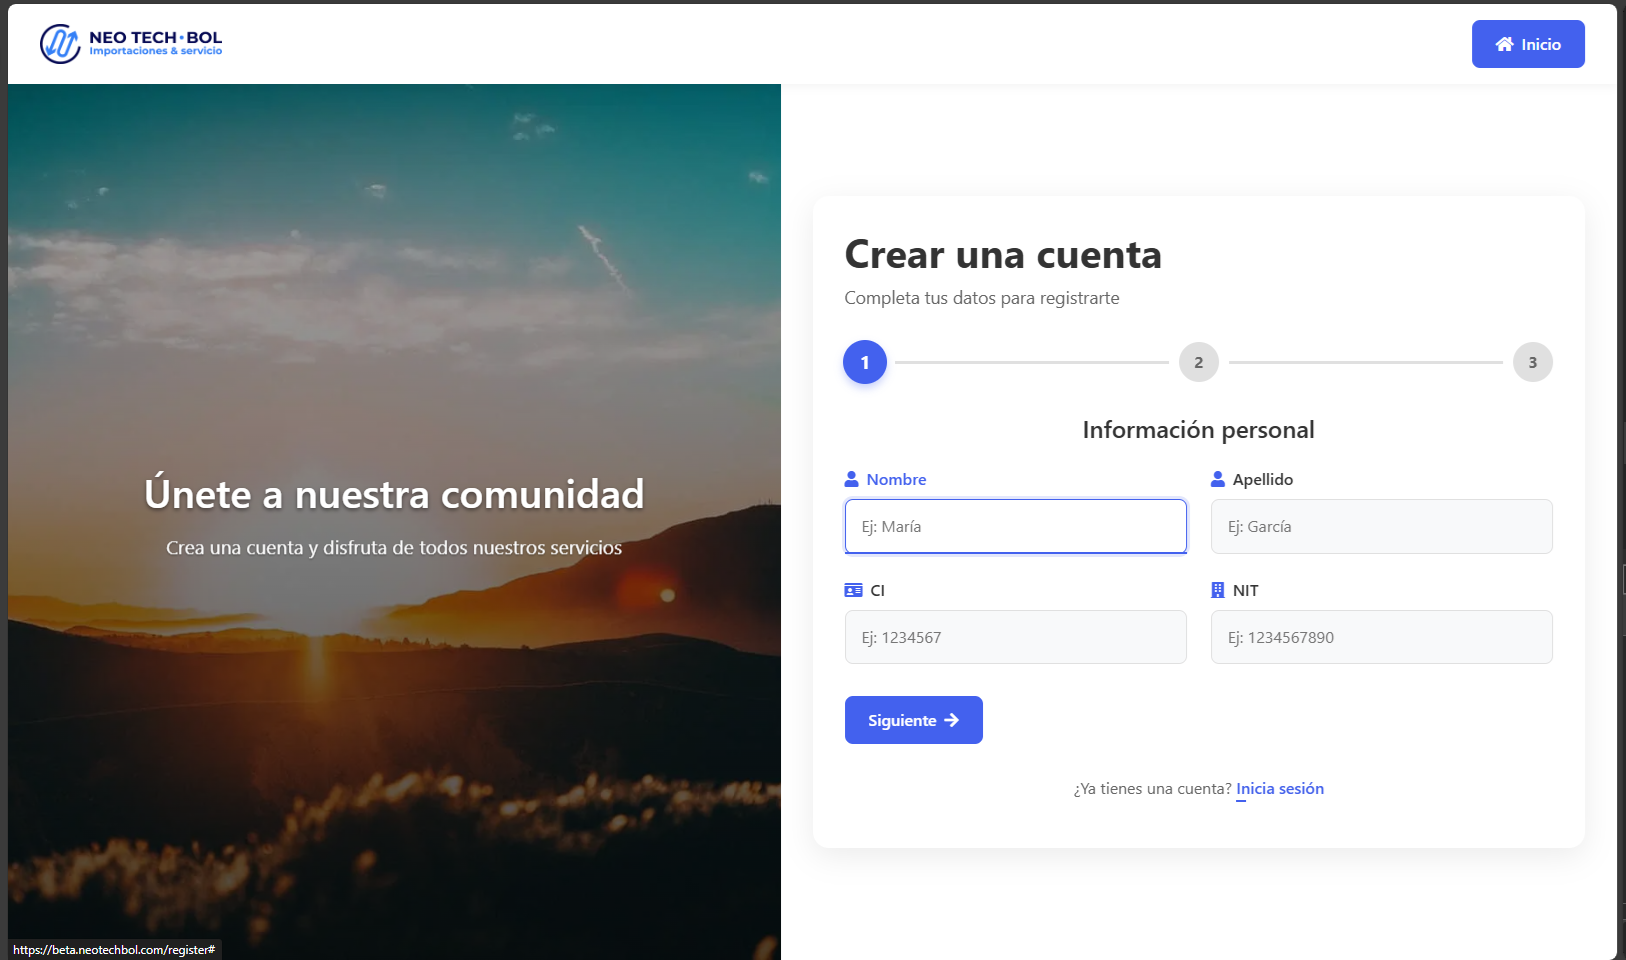 NEO TECH·BOL
Importaciones & servicio
Inicio
Únete a nuestra comunidad
Crea una cuenta y disfruta de todos nuestros servicios
Crear una cuenta
Completa tus datos para registrarte
1
2
3
Información personal
Nombre
Apellido
Ej: María
Ej: García
CI
NIT
Ej: 1234567
Ej: 1234567890
Siguiente
¿Ya tienes una cuenta? Inicia sesión
https://beta.neotechbol.com/register#